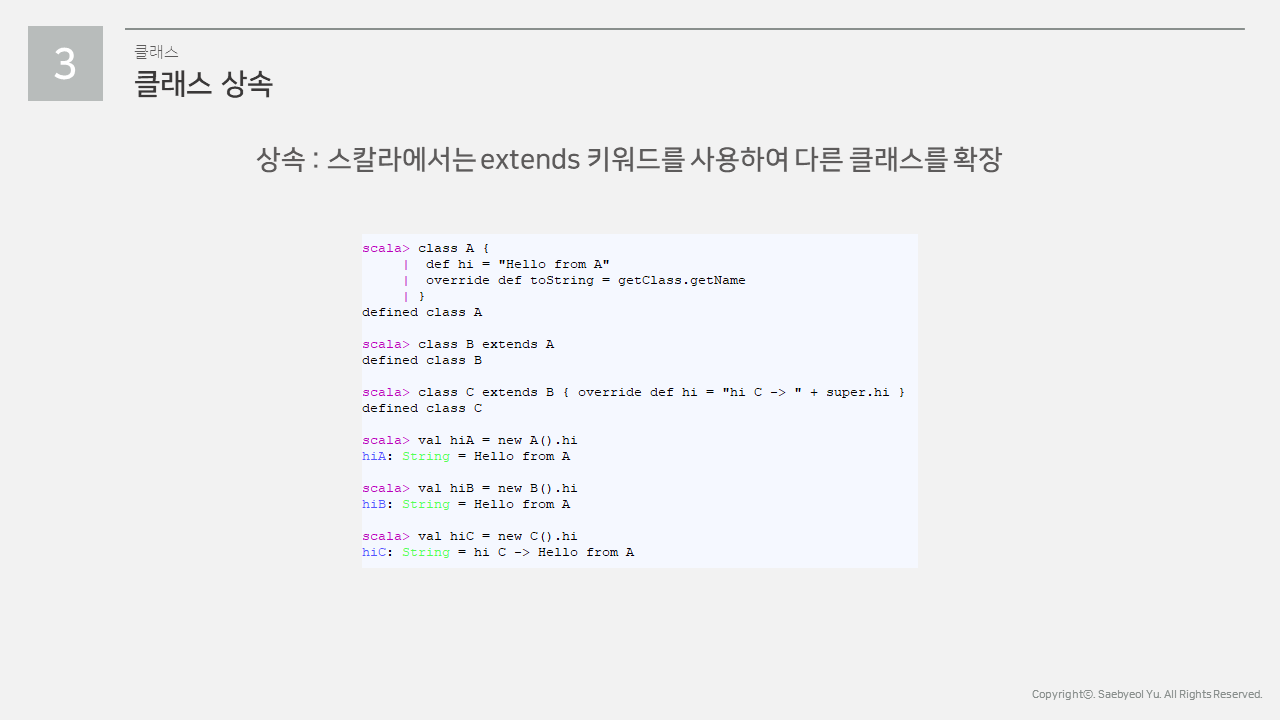 3
클래스
클래스 상속
상속 : 스칼라에서는 extends 키워드를 사용하여 다른 클래스를 확장
scala> class A {
     |  def hi = "Hello from A"
     |  override def toString = getClass.getName
     | }
defined class A
scala> class B extends A
defined class B
scala> class C extends B { override def hi = "hi C -> " + super.hi }
defined class C
scala> val hiA = new A().hi
hiA: String = Hello from A
scala> val hiB = new B().hi
hiB: String = Hello from A
scala> val hiC = new C().hi
hiC: String = hi C -> Hello from A
Copyrightⓒ. Saebyeol Yu. All Rights Reserved.